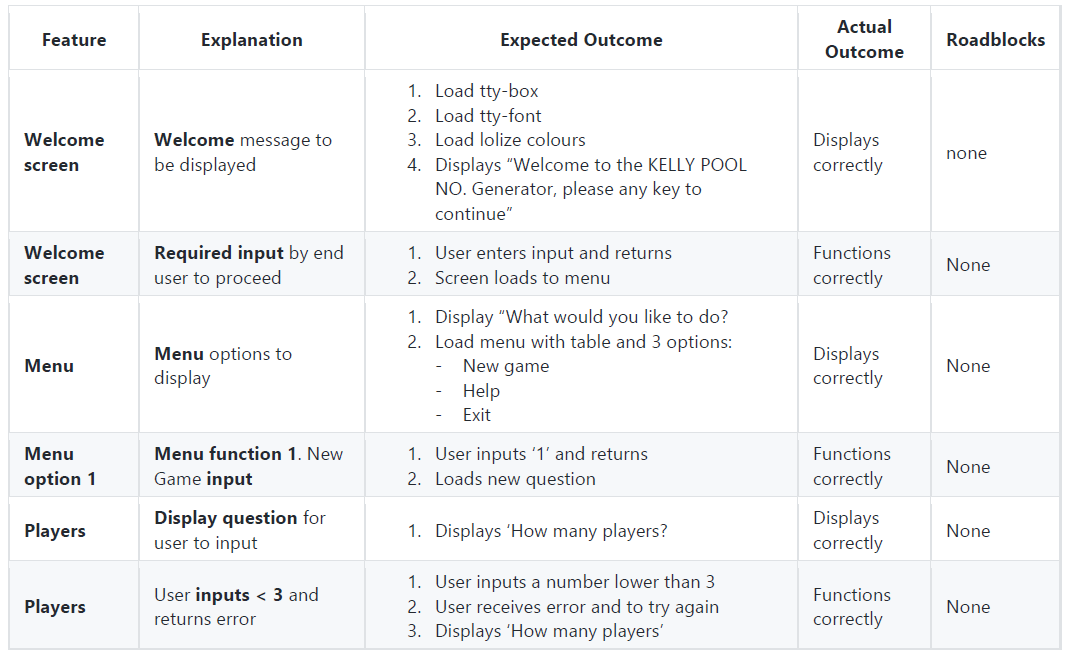 Feature
Explanation
Expected Outcome
Actual
Outcome
Roadblocks
Welcome
screen
Welcome message to
be displayed
1. Load tty-box
2. Load tty-font
3. Load lolize colours
4. Displays “Welcome to the KELLY POOL
NO. Generator, please any key to
continue”
Displays
correctly
none
Welcome
screen
Required input by end
user to proceed
1. User enters input and returns
2. Screen loads to menu
Functions
correctly
None
Menu
Menu options to
display
1. Display “What would you like to do?
2. Load menu with table and 3 options:
- New game
- Help
- Exit
Displays
correctly
None
Menu
option 1
Menu function 1. New
Game input
1. User inputs ‘1’ and returns
2. Loads new question
Functions
correctly
None
Players
Display question for
user to input
1. Displays ‘How many players?
Displays
correctly
None
Players
User inputs < 3 and
returns error
1. User inputs a number lower than 3
2. User receives error and to try again
3. Displays ‘How many players’
Functions
correctly
None